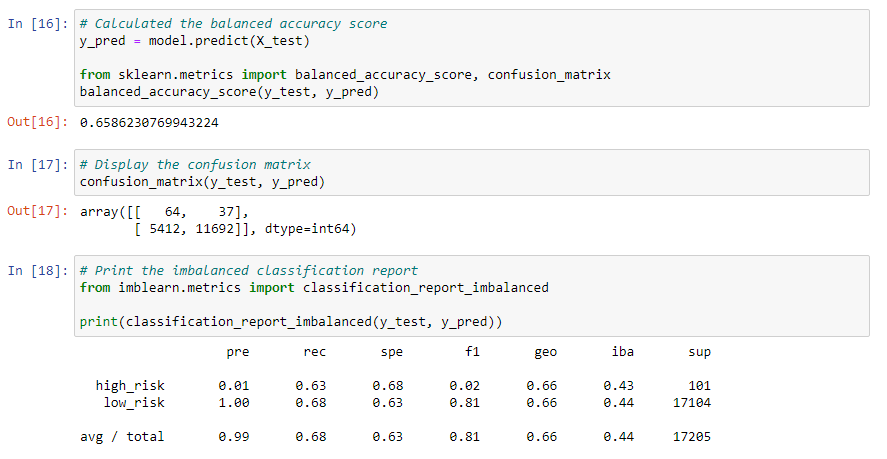 In [16]: # Calculated the balanced accuracy score
y_pred = model.predict(X_test)
from sklearn.metrics import balanced_accuracy_score, confusion_matrix
balanced_accuracy_score(y_test, y_pred)
Out[16]: 0.6586230769943224
In [17]: # Display the confusion matrix
confusion_matrix(y_test, y_pred)
Out[17]: array([[   64,    37],
       [ 5412, 11692]], dtype=int64)
In [18]: # Print the imbalanced classification report
from imblearn.metrics import classification_report_imbalanced
print(classification_report_imbalanced(y_test, y_pred))
pre rec spe f1 geo iba sup
high_risk 0.01 0.63 0.68 0.02 0.66 0.43 101
low_risk 1.00 0.68 0.63 0.81 0.66 0.44 17104
avg / total 0.99 0.68 0.63 0.81 0.66 0.44 17205